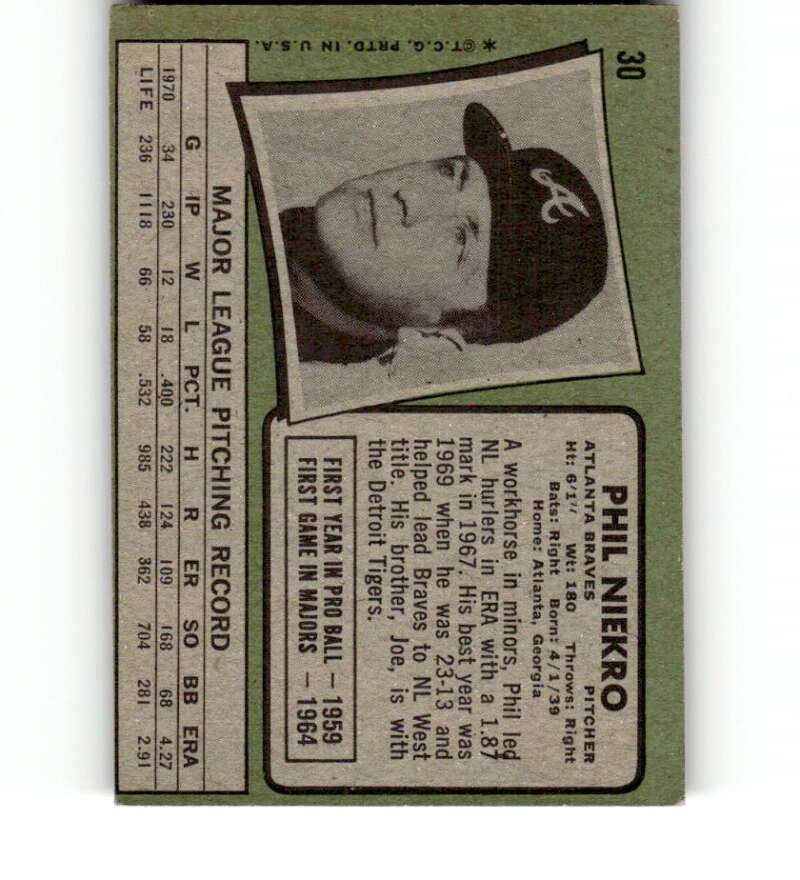 30
*©T.C.G. PRTD. IN U.S.A.
A
PHIL NIEKRO
ATLANTA BRAVES PITCHER
Ht: 6/1" Wt: 180 Throws: Right
Bats: Right Born: 4/1/39
Home: Atlanta, Georgia
A workhorse in minors, Phil led
NL hurlers in ERA with a 1.87
mark in 1967. His best year was
1969 when he was 23-13 and
helped lead Braves to NL West
title. His brother, Joe, is with
the Detroit Tigers.
FIRST YEAR IN PRO BALL — 1959
FIRST GAME IN MAJORS — 1964
MAJOR LEAGUE PITCHING RECORD
G IP W L PCT. H R ER SO BB ERA
1970 34 230 12 18 .400 222 124 109 168 68 4.27
LIFE 236 1118 66 58 .532 985 438 362 704 281 2.91